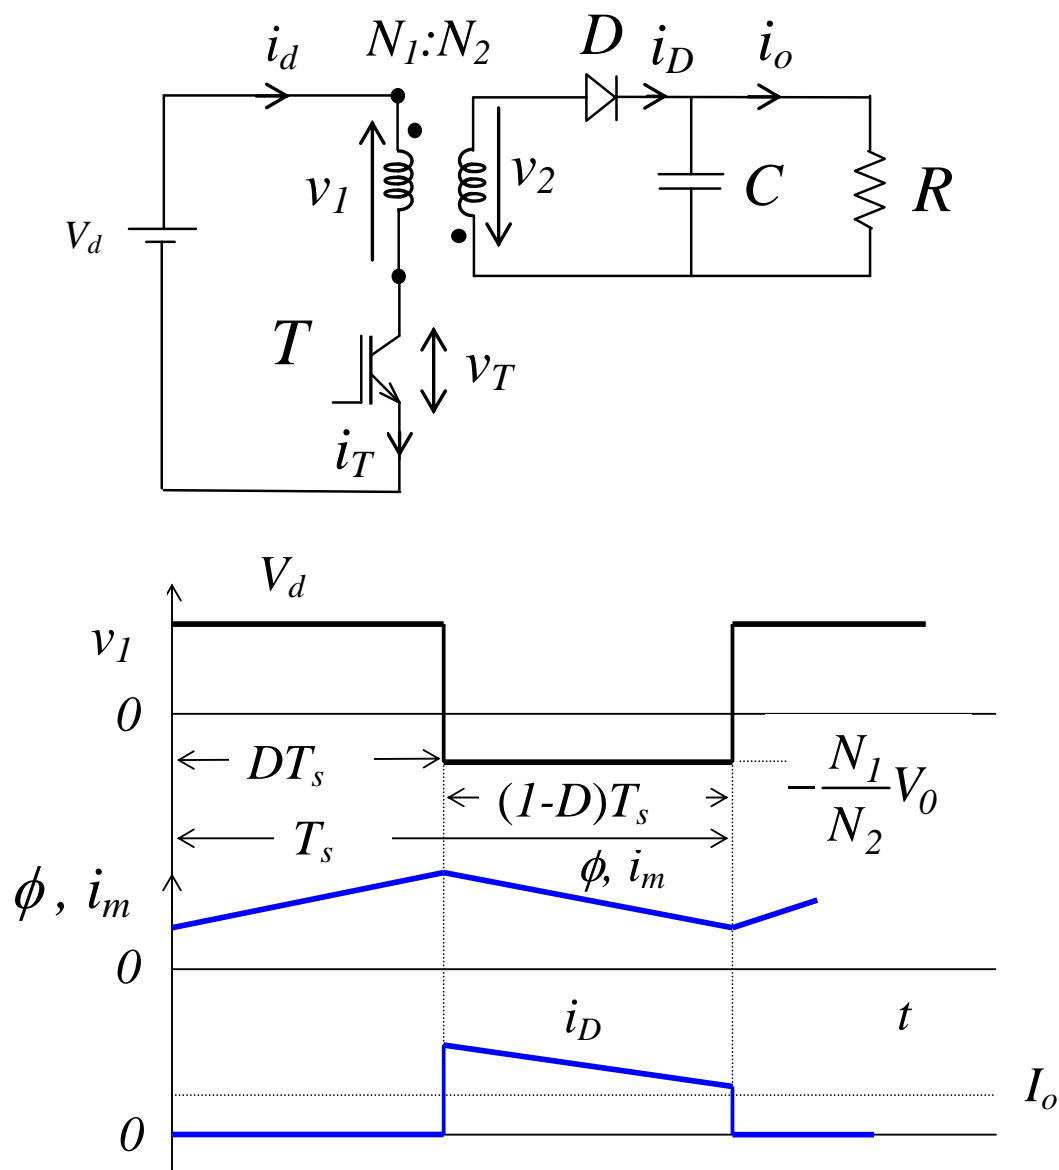 i_d N_1:N_2 D i_D i_o
v_1 v_2 C R
V_d
T v_T
i_T
V_d
v_1
0
DT_s -\frac{N_1}{N_2}V_0
(1-D)T_s
T_s
ϕ, i_m ϕ, i_m
0
i_D t
I_o
0